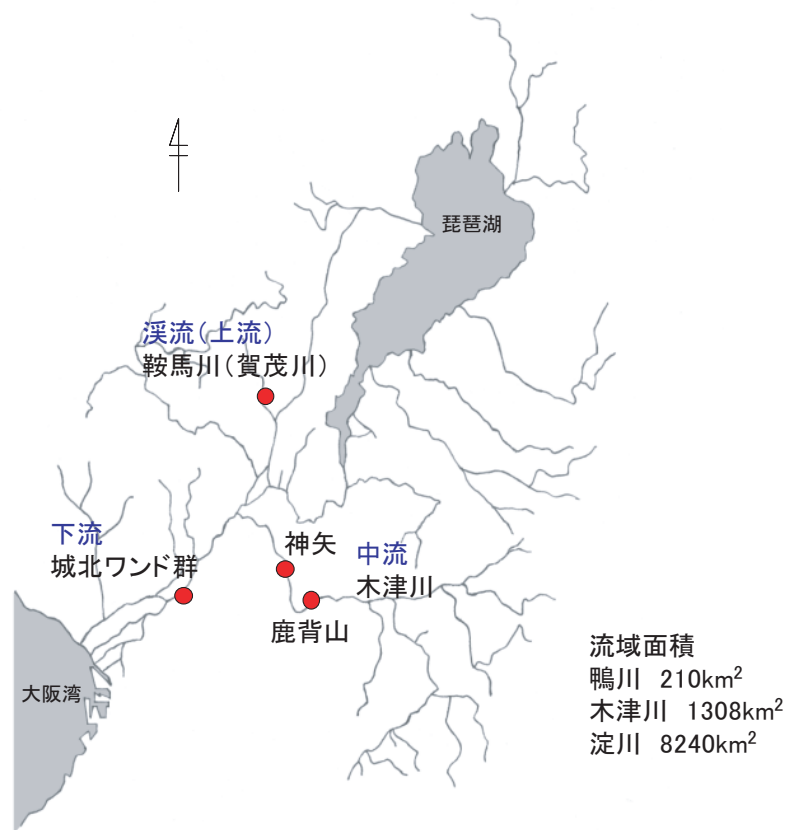 琵琶湖
渓流(上流)
鞍馬川(賀茂川)
下流
城北ワンド群
神矢
中流
木津川
鹿背山
大阪湾
流域面積
鴨川 210km²
木津川 1308km²
淀川 8240km²